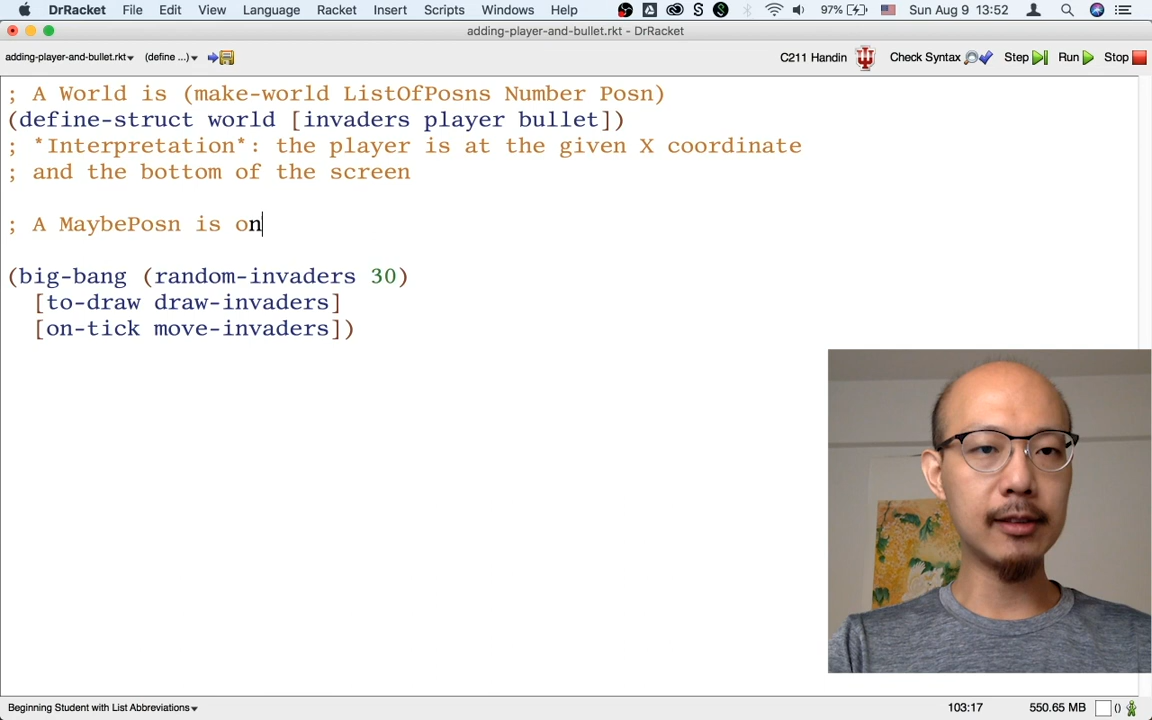 DrRacket File Edit View Language Racket Insert Scripts Windows Help 97% Sun Aug 9 13:52
adding-player-and-bullet.rkt - DrRacket
adding-player-and-bullet.rkt▾ (define ...)▾ C211 Handin Check Syntax Step Run Stop
; A World is (make-world ListOfPosns Number Posn)
(define-struct world [invaders player bullet])
; *Interpretation*: the player is at the given X coordinate
; and the bottom of the screen
; A MaybePosn is on
(big-bang (random-invaders 30)
[to-draw draw-invaders]
[on-tick move-invaders])
Beginning Student with List Abbreviations▾ 103:17 550.65 MB ()